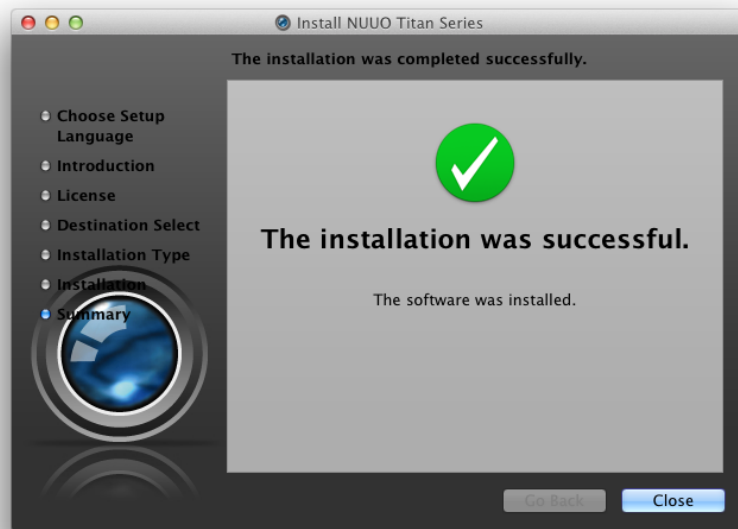 Install NUUO Titan Series
The installation was completed successfully.
Choose Setup
Language
Introduction
License
Destination Select
Installation Type
Installation
Summary
The installation was successful.
The software was installed.
Go Back
Close